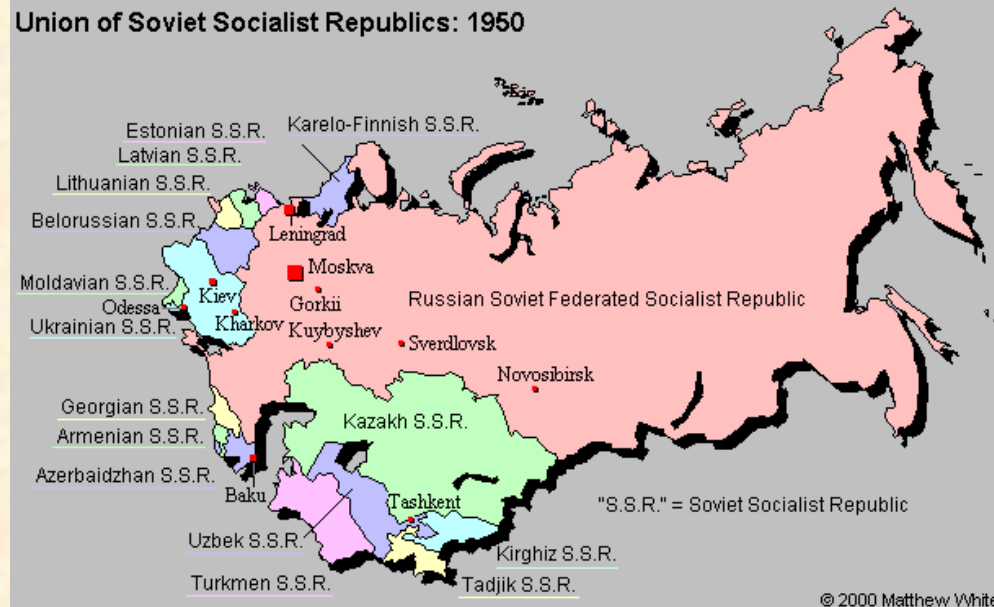 Union of Soviet Socialist Republics: 1950
Estonian S.S.R.
Karelo-Finnish S.S.R.
Latvian S.S.R.
Lithuanian S.S.R.
Belorussian S.S.R.
Leningrad
Moskva
Moldavian S.S.R.
Kiev
Gorkii
Russian Soviet Federated Socialist Republic
Odessa
Kharkov
Ukrainian S.S.R.
Kuybyshev
Sverdlovsk
Novosibirsk
Georgian S.S.R.
Kazakh S.S.R.
Armenian S.S.R.
Azerbaidzhan S.S.R.
Baku
Tashkent
"S.S.R." = Soviet Socialist Republic
Uzbek S.S.R.
Kirghiz S.S.R.
Turkmen S.S.R.
Tadjik S.S.R.
© 2000 Matthew White